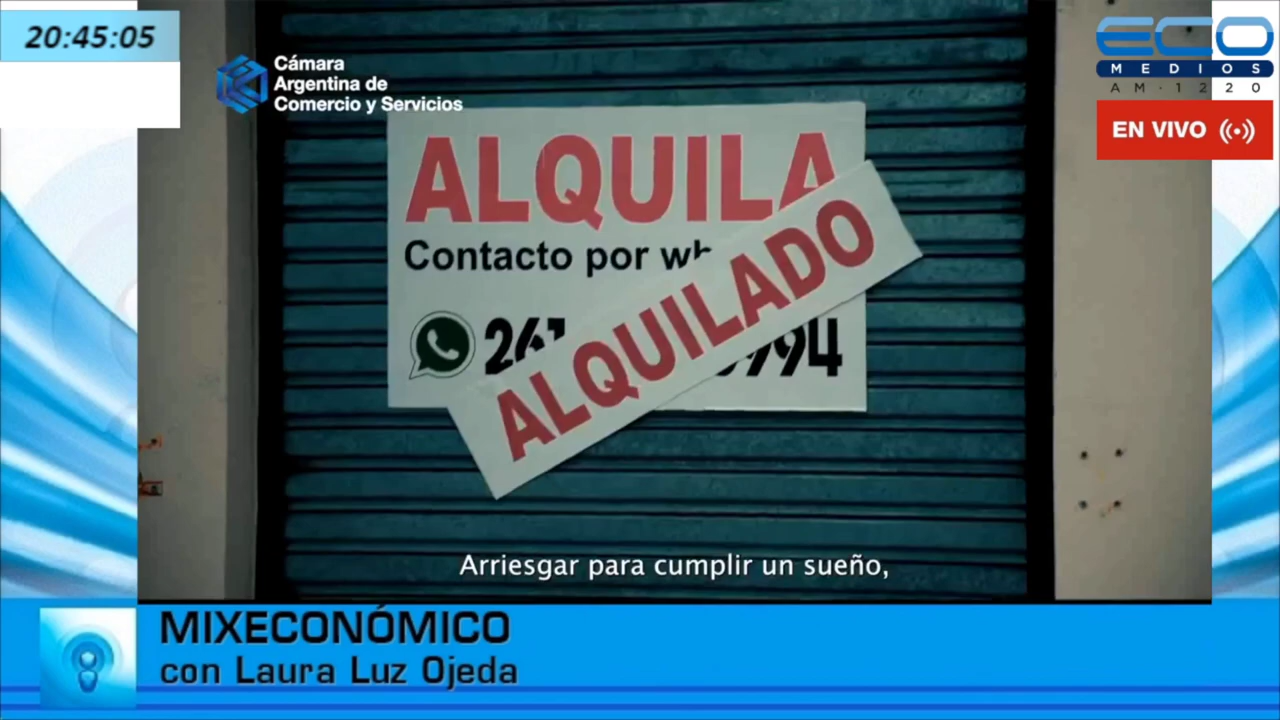 20:45:05
Cámara
Argentina de
Comercio y Servicios
ECO
MEDIOS
AM·1220
EN VIVO
ALQUILA
Contacto por
ALQUILADO
Arriesgar para cumplir un sueño,
MIXECONÓMICO
con Laura Luz Ojeda